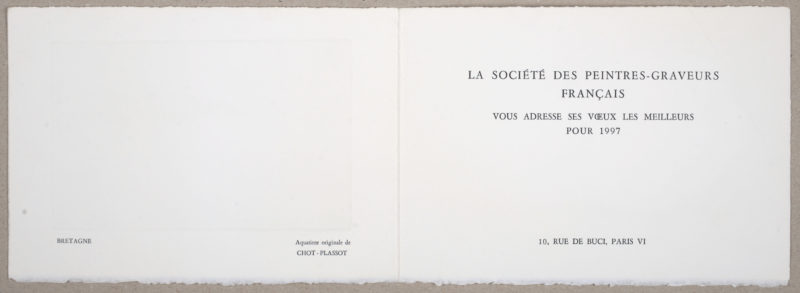 BRETAGNE
Aquatinte originale de
CHOT-PLASSOT
LA SOCIÉTÉ DES PEINTRES-GRAVEURS
FRANÇAIS
VOUS ADRESSE SES VŒUX LES MEILLEURS
POUR 1997
10, RUE DE BUCI, PARIS VI